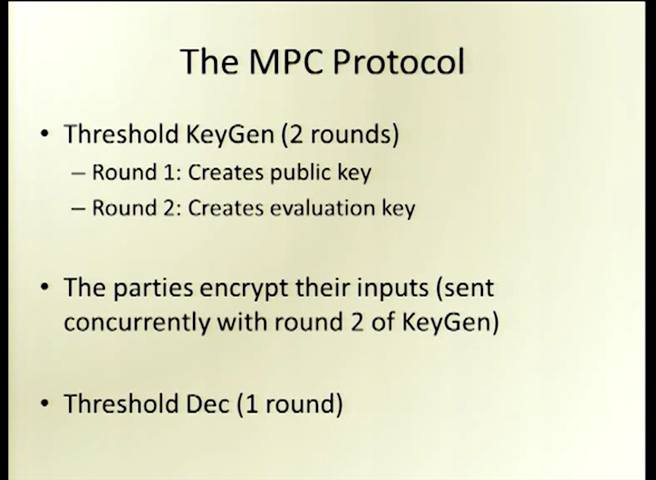 The MPC Protocol
• Threshold KeyGen (2 rounds)
– Round 1: Creates public key
– Round 2: Creates evaluation key
• The parties encrypt their inputs (sent
concurrently with round 2 of KeyGen)
• Threshold Dec (1 round)